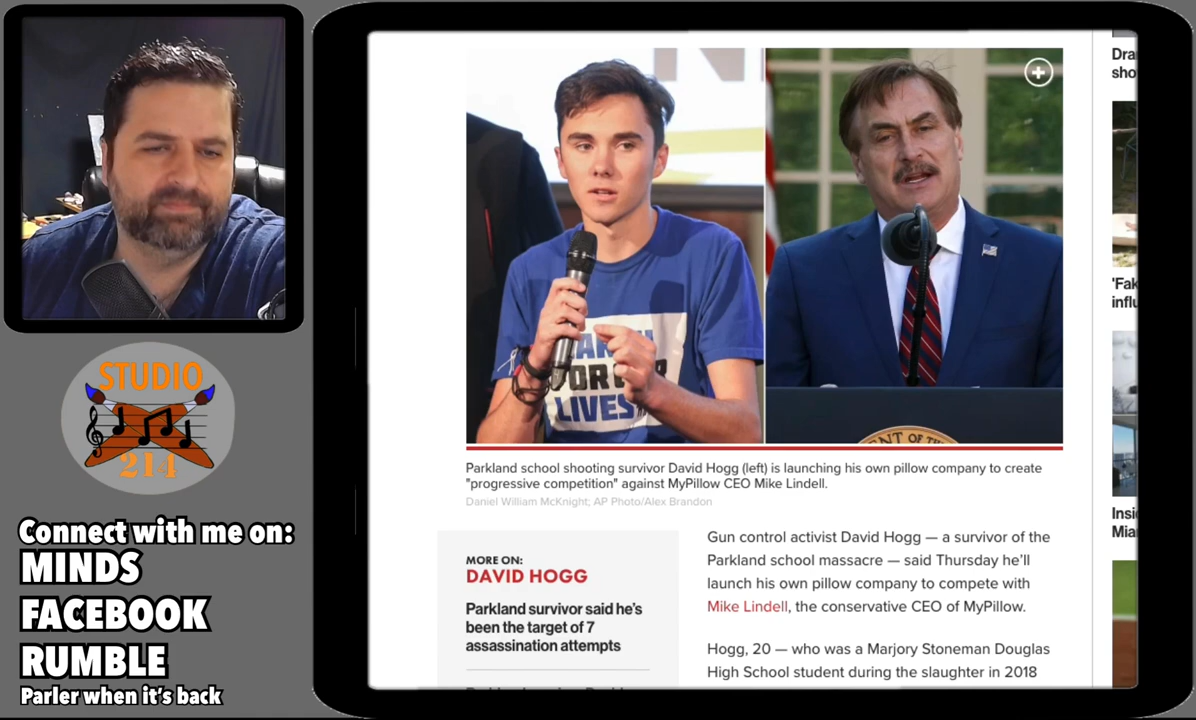 STUDIO
214
Connect with me on:
MINDS
FACEBOOK
RUMBLE
Parler when it's back
FOR
LIVES
Parkland school shooting survivor David Hogg (left) is launching his own pillow company to create
"progressive competition" against MyPillow CEO Mike Lindell.
Daniel William McKnight; AP Photo/Alex Brandon
MORE ON:
DAVID HOGG
Parkland survivor said he's
been the target of 7
assassination attempts
Gun control activist David Hogg — a survivor of the
Parkland school massacre — said Thursday he'll
launch his own pillow company to compete with
Mike Lindell, the conservative CEO of MyPillow.
Hogg, 20 — who was a Marjory Stoneman Douglas
High School student during the slaughter in 2018
Dra
sho
'Fak
influ
Insi
Mia